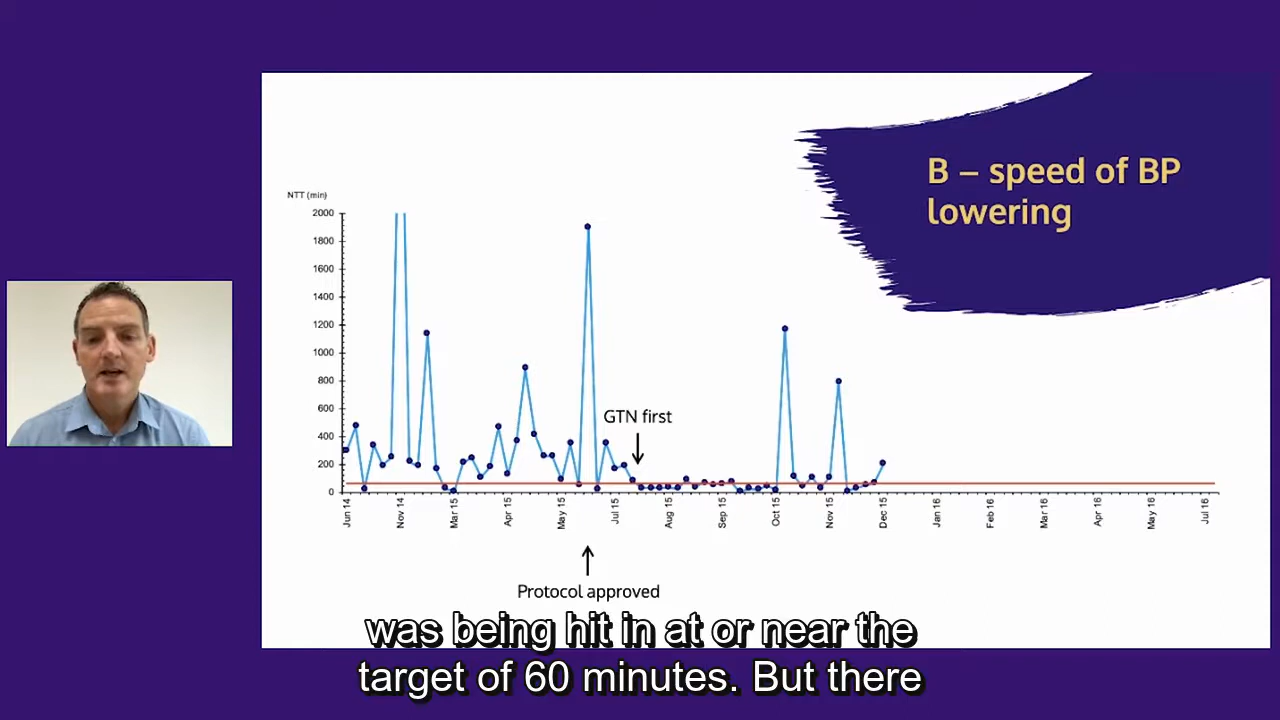 B – speed of BP
lowering
NTT (min)
2000
1800
1600
1400
1200
1000
800
600
400
200
0
GTN first
Jun 14
Nov 14
Mar 15
Apr 15
May 15
Jul 15
Aug 15
Sep 15
Oct 15
Nov 15
Dec 15
Jan 16
Feb 16
Mar 16
Apr 16
May 16
Jul 16
Protocol approved
was being hit in at or near the
target of 60 minutes. But there